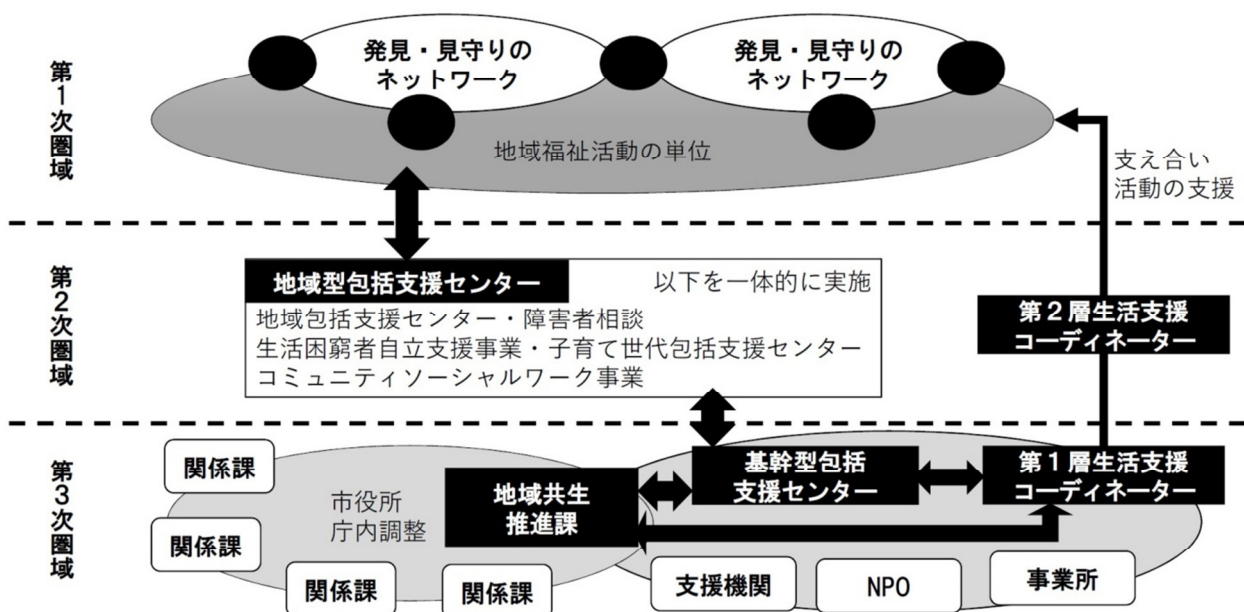 第1次圏域
発見・見守りの
ネットワーク
発見・見守りの
ネットワーク
地域福祉活動の単位
支え合い
活動の支援
第2次圏域
地域型包括支援センター
以下を一体的に実施
地域包括支援センター・障害者相談
生活困窮者自立支援事業・子育て世代包括支援センター
コミュニティソーシャルワーク事業
第2層生活支援
コーディネーター
第3次圏域
関係課
関係課
関係課
関係課
市役所
庁内調整
地域共生
推進課
基幹型包括
支援センター
第1層生活支援
コーディネーター
支援機関
NPO
事業所